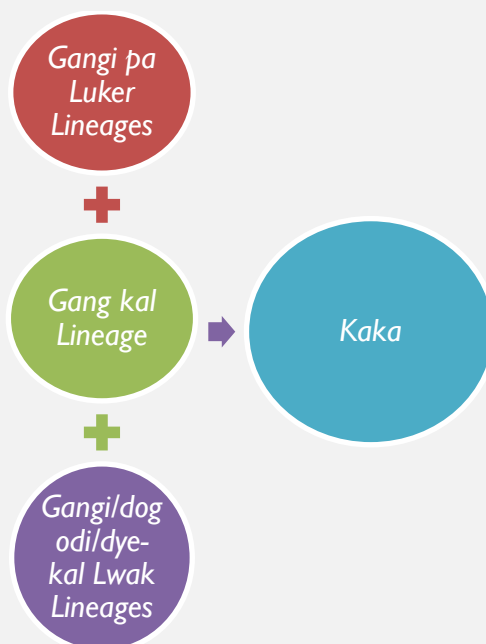 Gangi pa
Luker
Lineages
Gang kal
Lineage
Kaka
Gangi/dog
odi/dye-
kal Lwak
Lineages